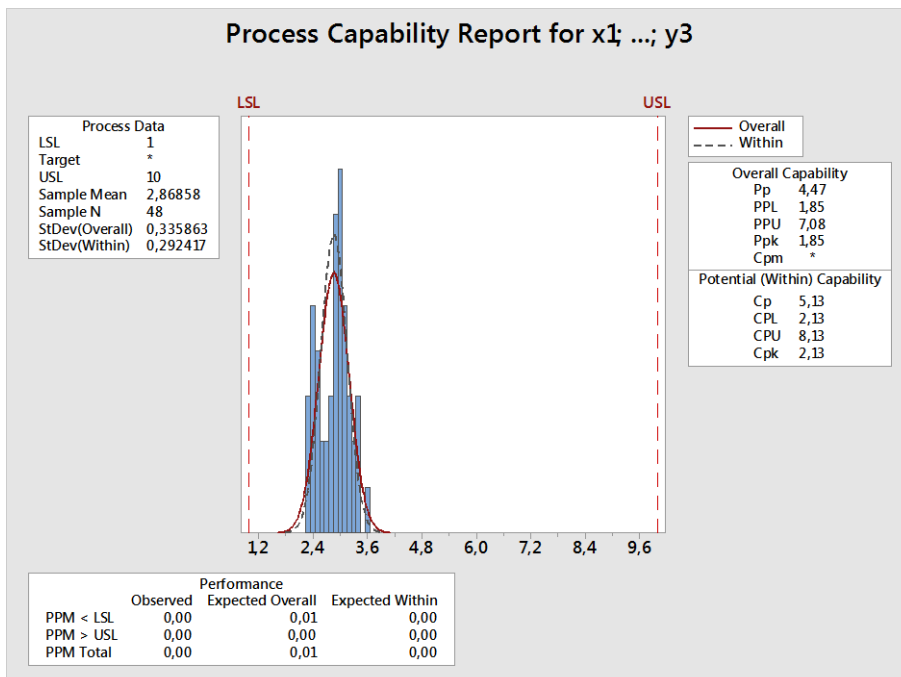 Process Capability Report for x1; ...; y3
LSL
USL
Process Data
LSL 1
Target *
USL 10
Sample Mean 2,86858
Sample N 48
StDev(Overall) 0,335863
StDev(Within) 0,292417
Overall
Within
Overall Capability
Pp 4,47
PPL 1,85
PPU 7,08
Ppk 1,85
Cpm *
Potential (Within) Capability
Cp 5,13
CPL 2,13
CPU 8,13
Cpk 2,13
1,2 2,4 3,6 4,8 6,0 7,2 8,4 9,6
Performance
Observed Expected Overall Expected Within
PPM < LSL 0,00 0,01 0,00
PPM > USL 0,00 0,00 0,00
PPM Total 0,00 0,01 0,00